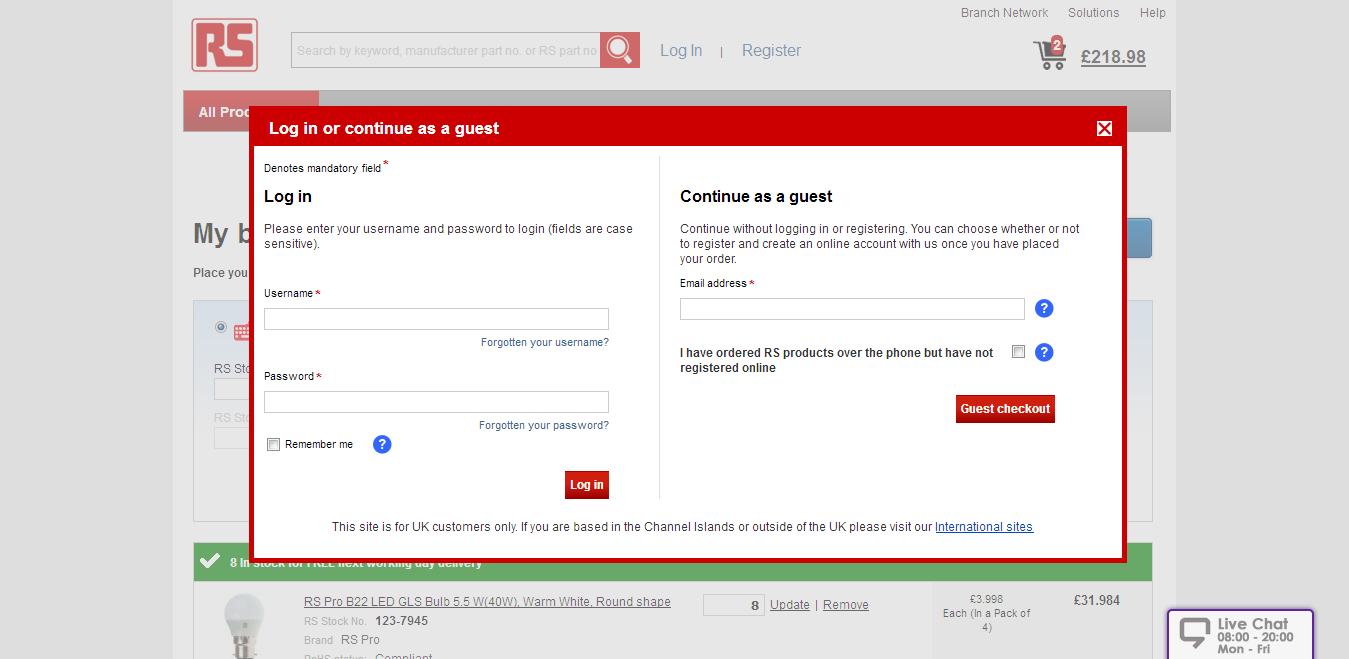 Branch Network Solutions Help
RS
Search by keyword, manufacturer part no. or RS part no
Log In | Register
2 £218.98
All Proc
Log in or continue as a guest
Denotes mandatory field *
Log in
Please enter your username and password to login (fields are case
sensitive).
Username *
Forgotten your username?
Password *
Forgotten your password?
Remember me ?
Log in
Continue as a guest
Continue without logging in or registering. You can choose whether or not
to register and create an online account with us once you have placed
your order.
Email address *
?
I have ordered RS products over the phone but have not
registered online
?
Guest checkout
This site is for UK customers only. If you are based in the Channel Islands or outside of the UK please visit our International sites
My b
Place you
RS Sto
RS Sto
8 In stock for FREE next working day delivery
RS Pro B22 LED GLS Bulb 5.5 W(40W), Warm White, Round shape
RS Stock No. 123-7945
Brand RS Pro
RoHS status: Compliant
8 Update | Remove
£3.998
Each (In a Pack of
4)
£31.984
Live Chat
08:00 - 20:00
Mon - Fri